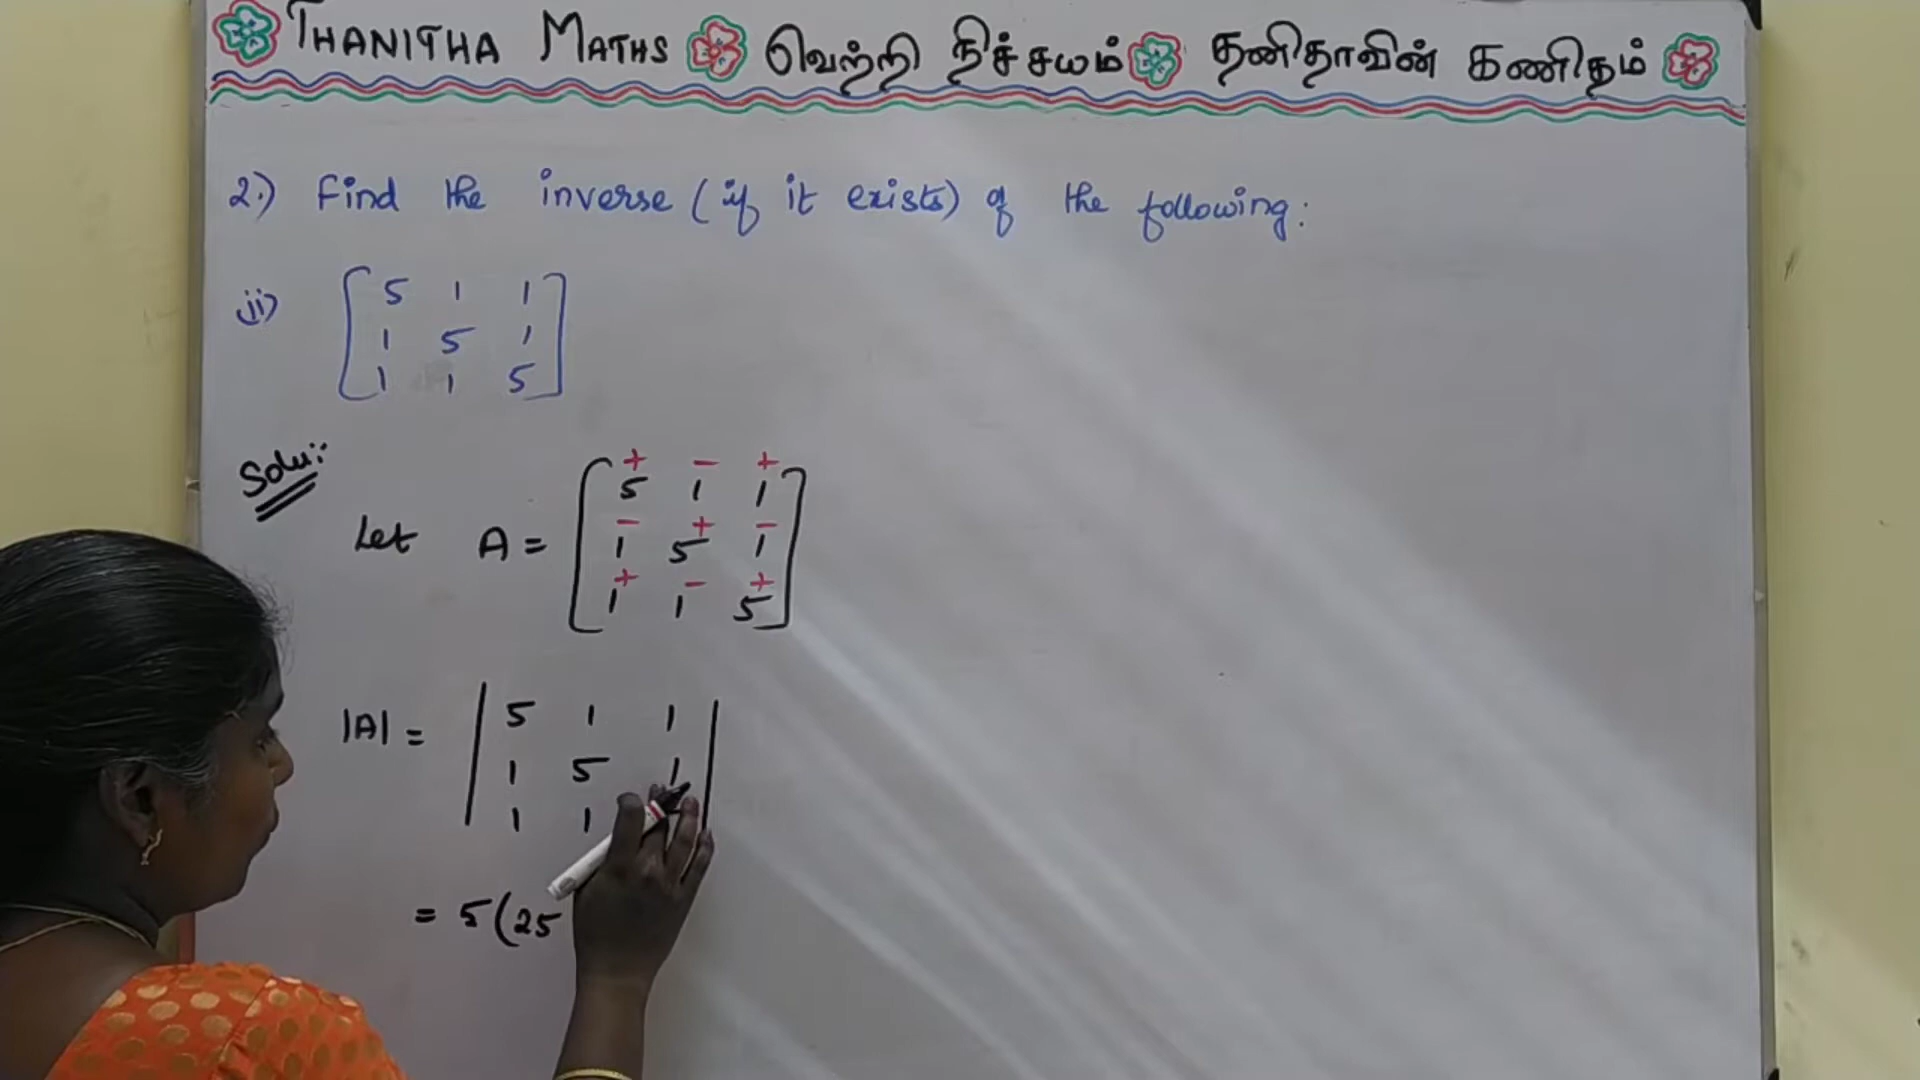 THANITHA MATHS வெற்றி நிச்சயம் தனிதாவின் கணிதம்
2.) Find the inverse (if it exists) of the following:
ii) [5 1 1
1 5 1
1 1 5]
Solu:
+ - +
5 1 1
- + -
Let A = [1 5 1]
+ - +
1 1 5
|A| = |5 1 1|
1 5 1
1 1
= 5(25